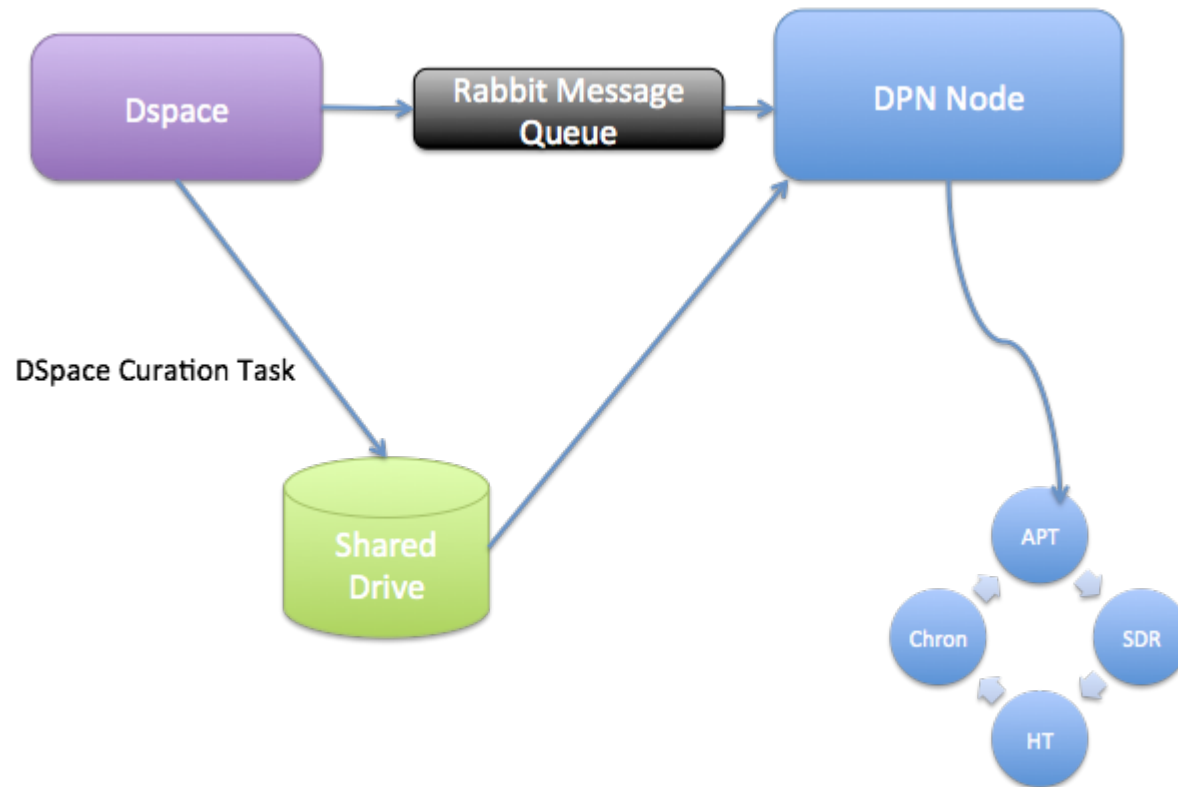 Dspace
Rabbit Message
Queue
DPN Node
DSpace Curation Task
Shared
Drive
APT
Chron
SDR
HT